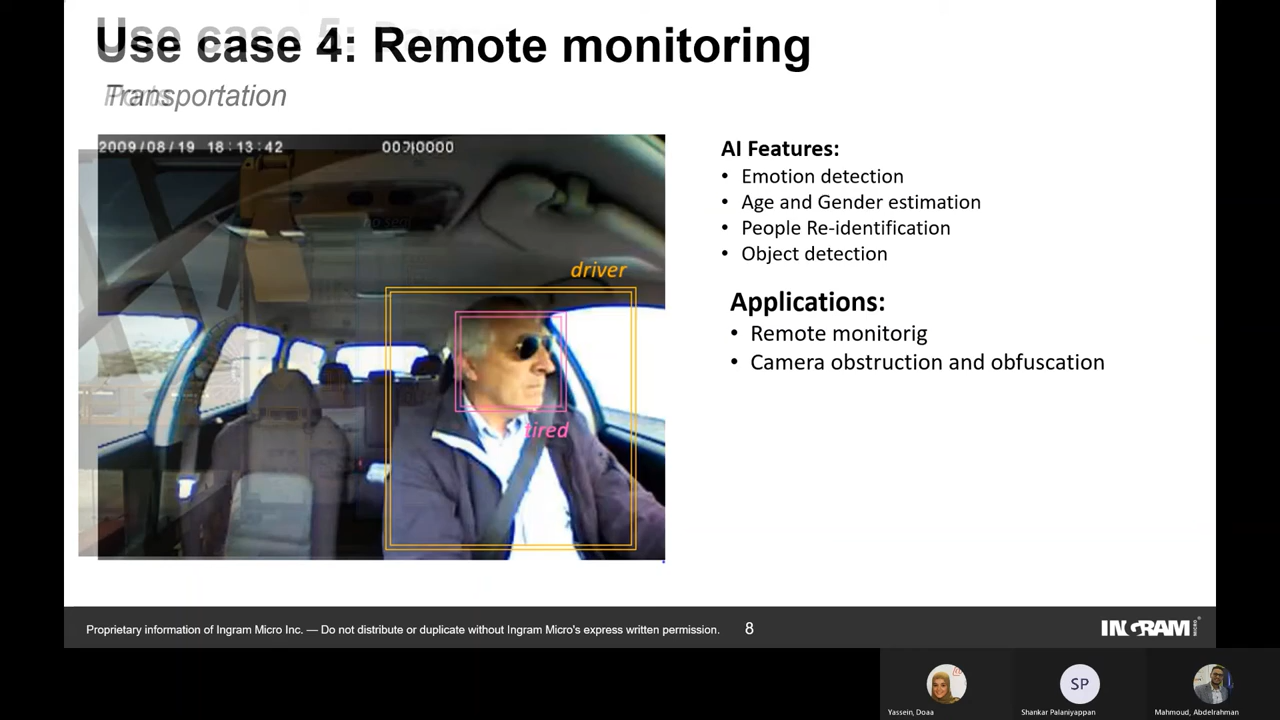 Use case 4: Remote monitoring
Transportation
2009/08/19 18:13:42
driver
tired
AI Features:
• Emotion detection
• Age and Gender estimation
• People Re-identification
• Object detection
Applications:
• Remote monitorig
• Camera obstruction and obfuscation
Proprietary information of Ingram Micro Inc. — Do not distribute or duplicate without Ingram Micro's express written permission.
8
INGRAM MICRO
SP
Yassein, Doaa
Shankar Palaniyappan
Mahmoud, Abdelrahman